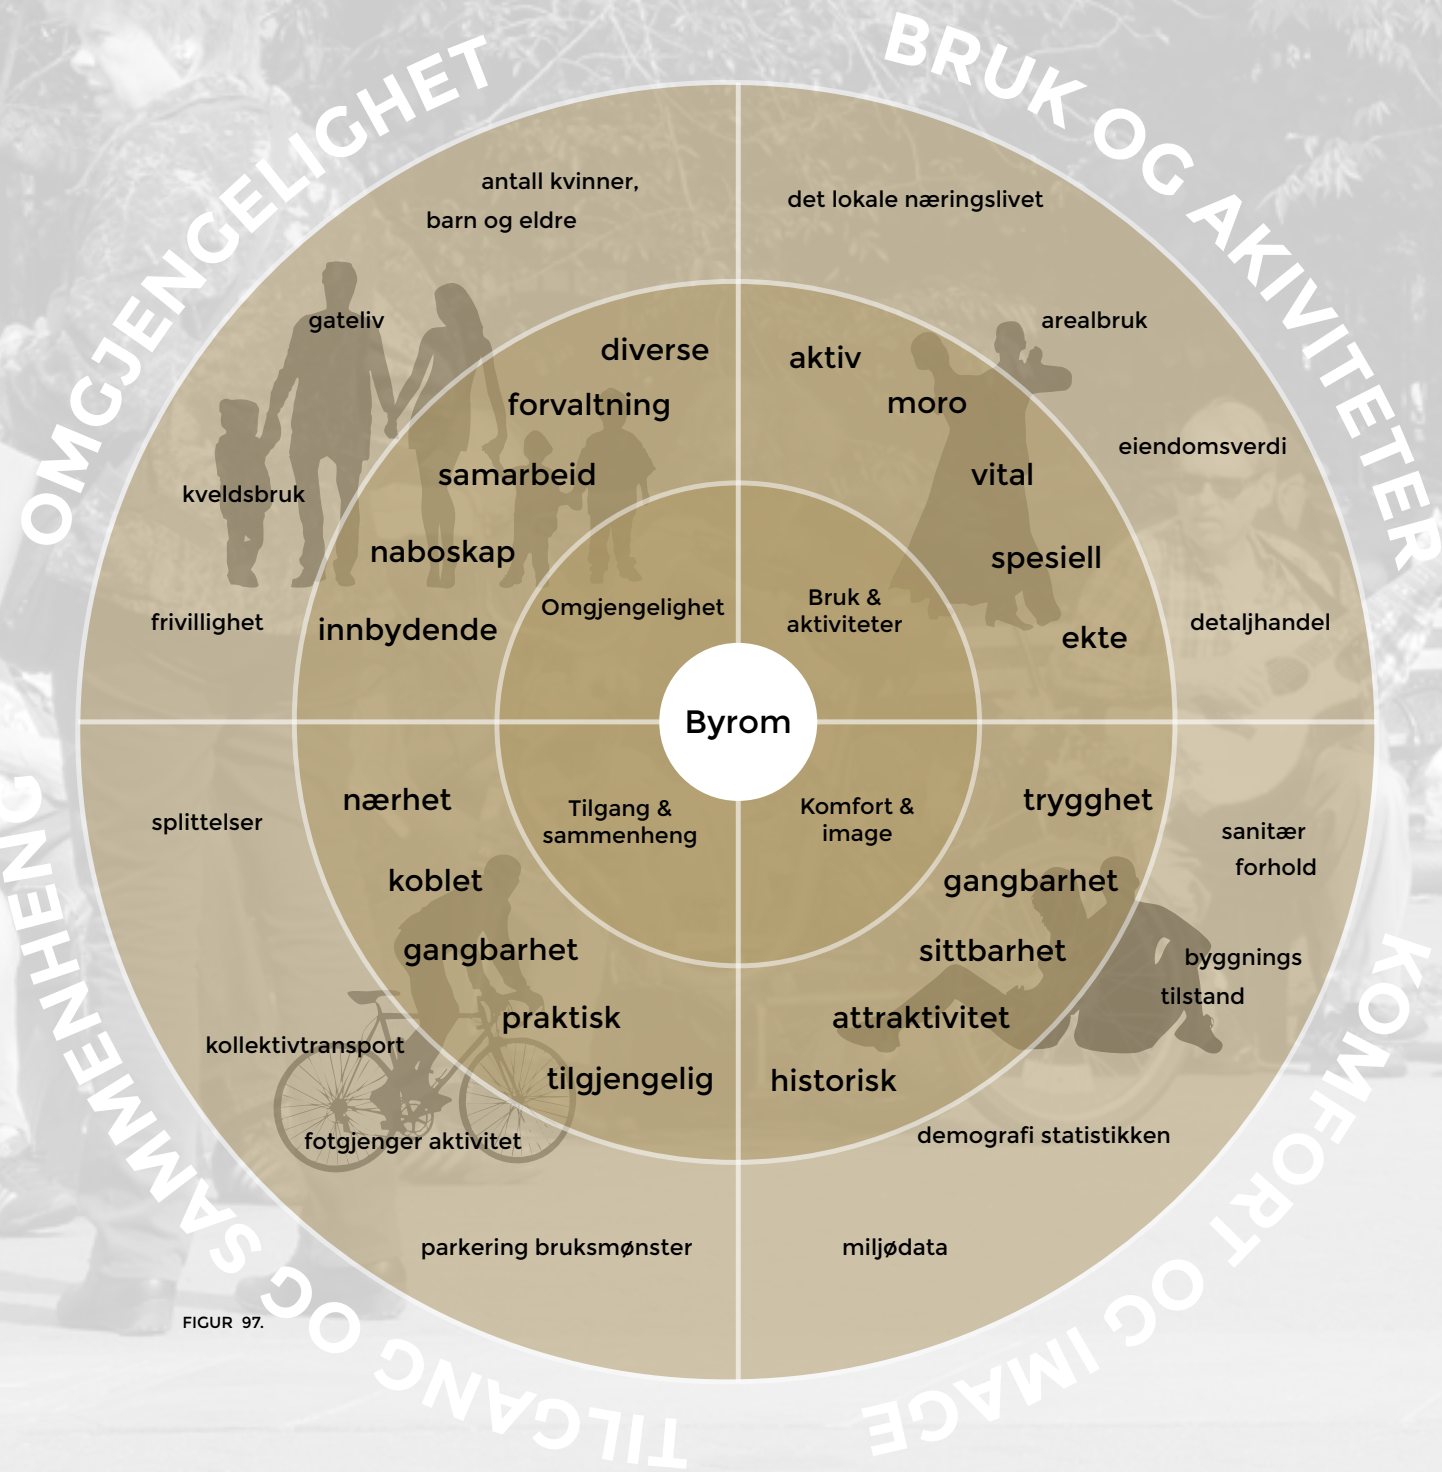 OMGJENGELIGHET
BRUK OG AKIVITETER
antall kvinner,
barn og eldre
gateliv
kveldsbruk
frivillighet
diverse
forvaltning
samarbeid
naboskap
innbydende
Omgjengelighet
det lokale næringslivet
arealbruk
eiendomsverdi
detaljhandel
aktiv
moro
vital
spesiell
ekte
Bruk &
aktiviteter
Byrom
Tilgang &
sammenheng
nærhet
koblet
gangbarhet
praktisk
tilgjengelig
splittelser
kollektivtransport
fotgjenger aktivitet
parkering bruksmønster
Komfort &
image
trygghet
gangbarhet
sittbarhet
attraktivitet
historisk
sanitær
forhold
byggnings
tilstand
demografi statistikken
miljødata
TILGANG OG SAMMENHENG
KOMFORT OG IMAGE
FIGUR 97.